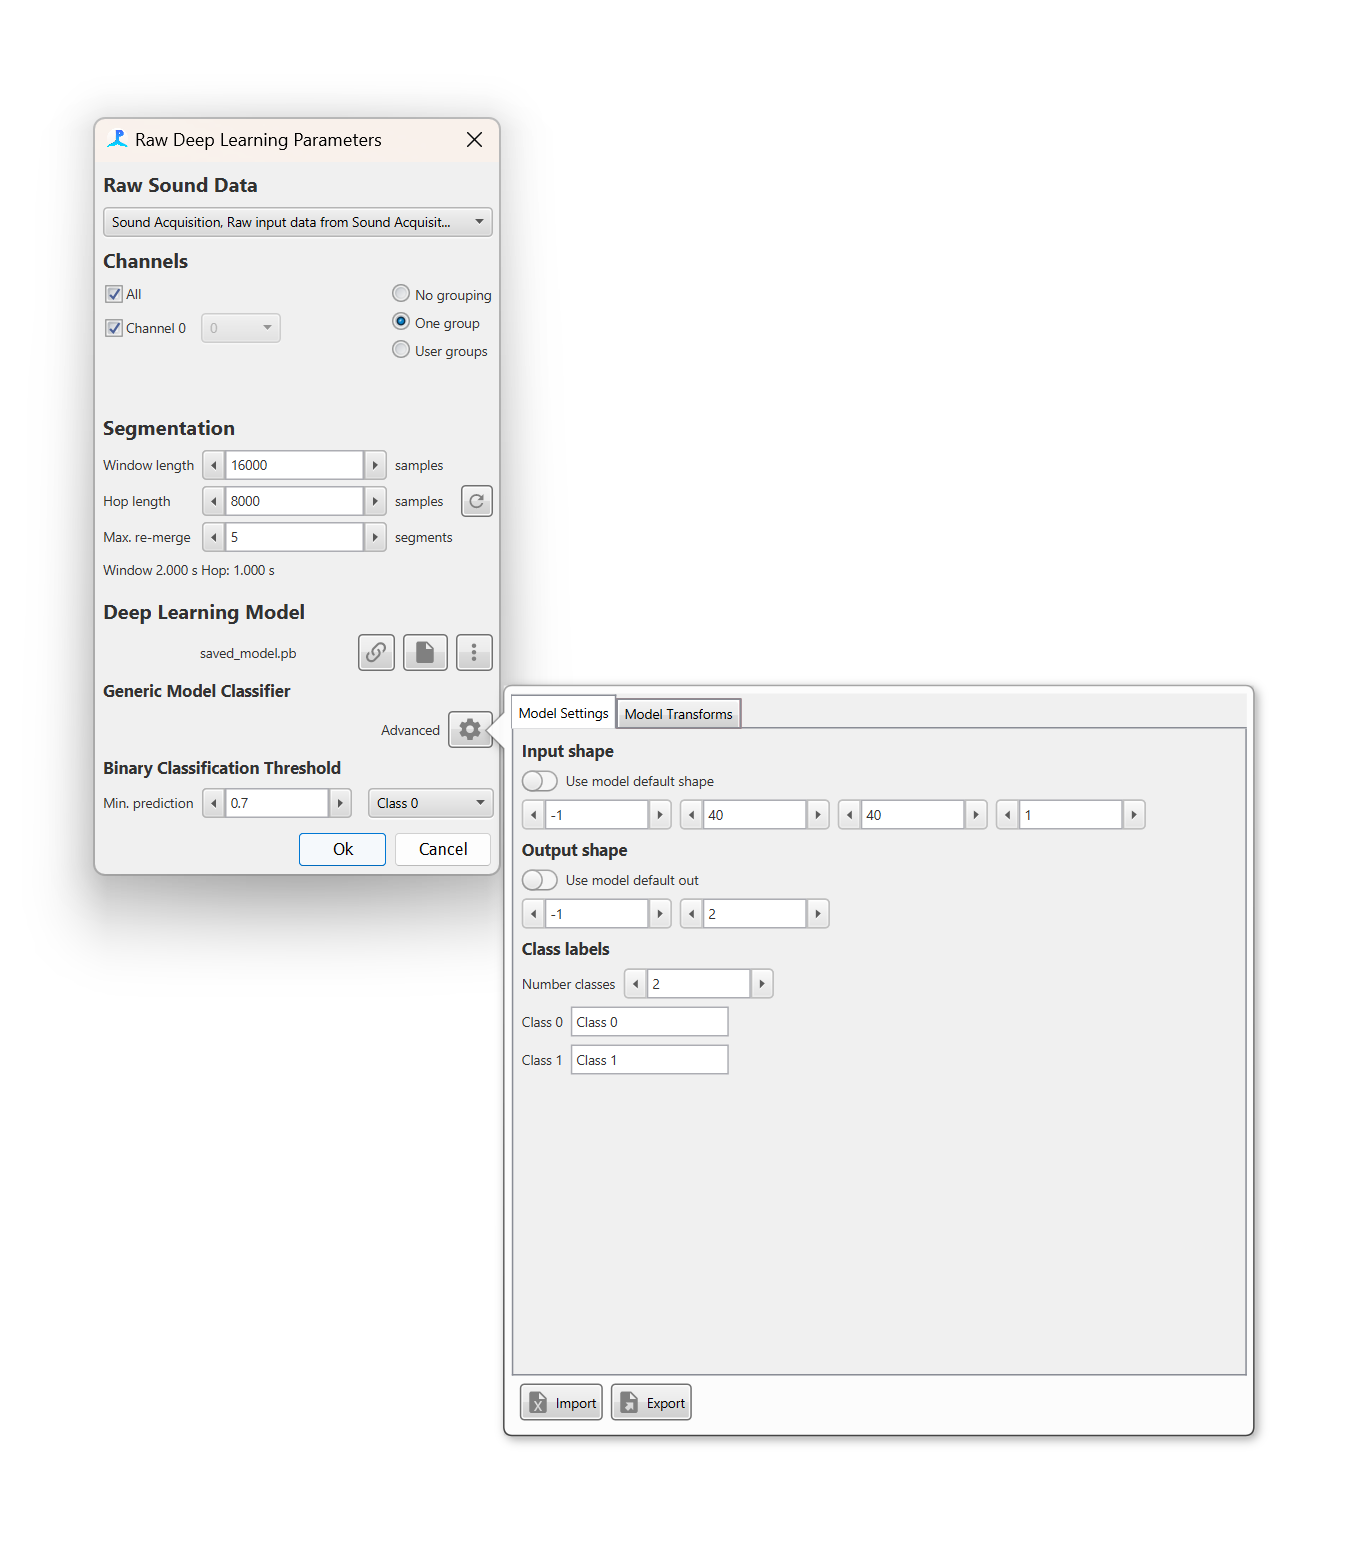 Raw Deep Learning Parameters
Raw Sound Data
Sound Acquisition, Raw input data from Sound Acquisit...
Channels
All
No grouping
Channel 0 0
One group
User groups
Segmentation
Window length 16000 samples
Hop length 8000 samples
Max. re-merge 5 segments
Window 2.000 s Hop: 1.000 s
Deep Learning Model
saved_model.pb
Generic Model Classifier
Advanced
Binary Classification Threshold
Min. prediction 0.7 Class 0
Ok Cancel
Model Settings Model Transforms
Input shape
Use model default shape
-1 40 40 1
Output shape
Use model default out
-1 2
Class labels
Number classes 2
Class 0 Class 0
Class 1 Class 1
Import Export